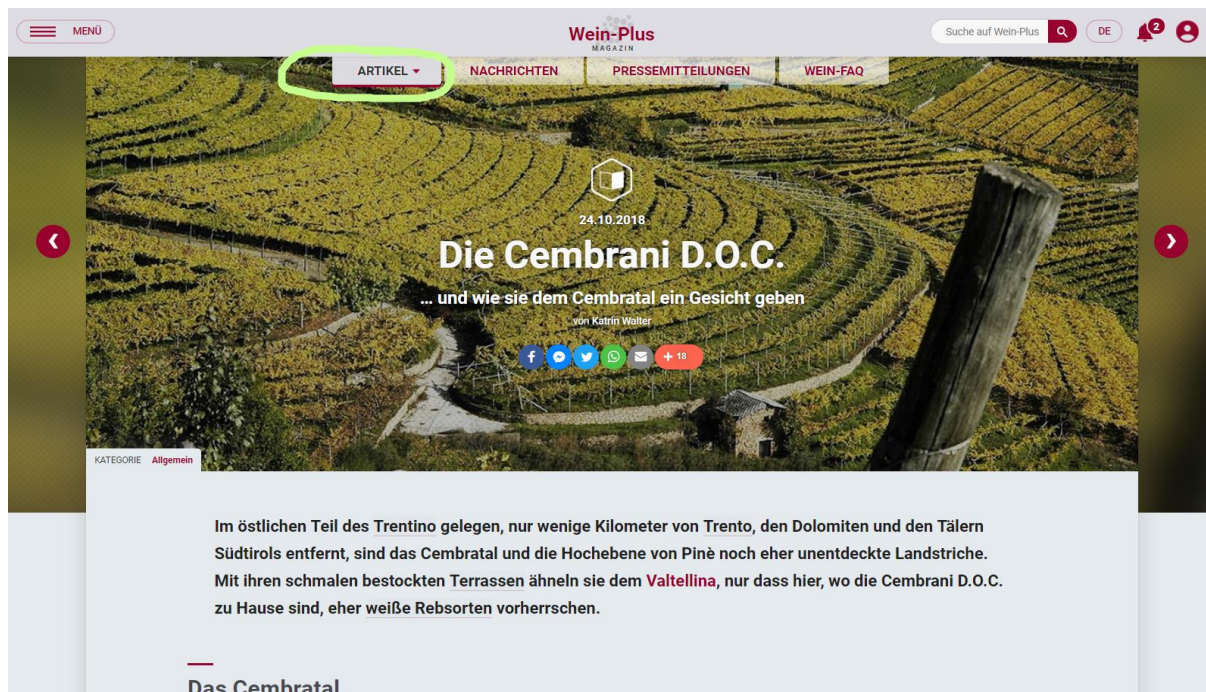 MENÜ
Wein-Plus
MAGAZIN
Suche auf Wein-Plus
DE
2
ARTIKEL
NACHRICHTEN
PRESSEMITTEILUNGEN
WEIN-FAQ
24.10.2018
Die Cembrani D.O.C.
... und wie sie dem Cembratal ein Gesicht geben
von Katrin Walter
+ 18
KATEGORIE Allgemein
Im östlichen Teil des Trentino gelegen, nur wenige Kilometer von Trento, den Dolomiten und den Tälern
Südtirols entfernt, sind das Cembratal und die Hochebene von Pinè noch eher unentdeckte Landstriche.
Mit ihren schmalen bestockten Terrassen ähneln sie dem Valtellina, nur dass hier, wo die Cembrani D.O.C.
zu Hause sind, eher weiße Rebsorten vorherrschen.
Das Cembratal